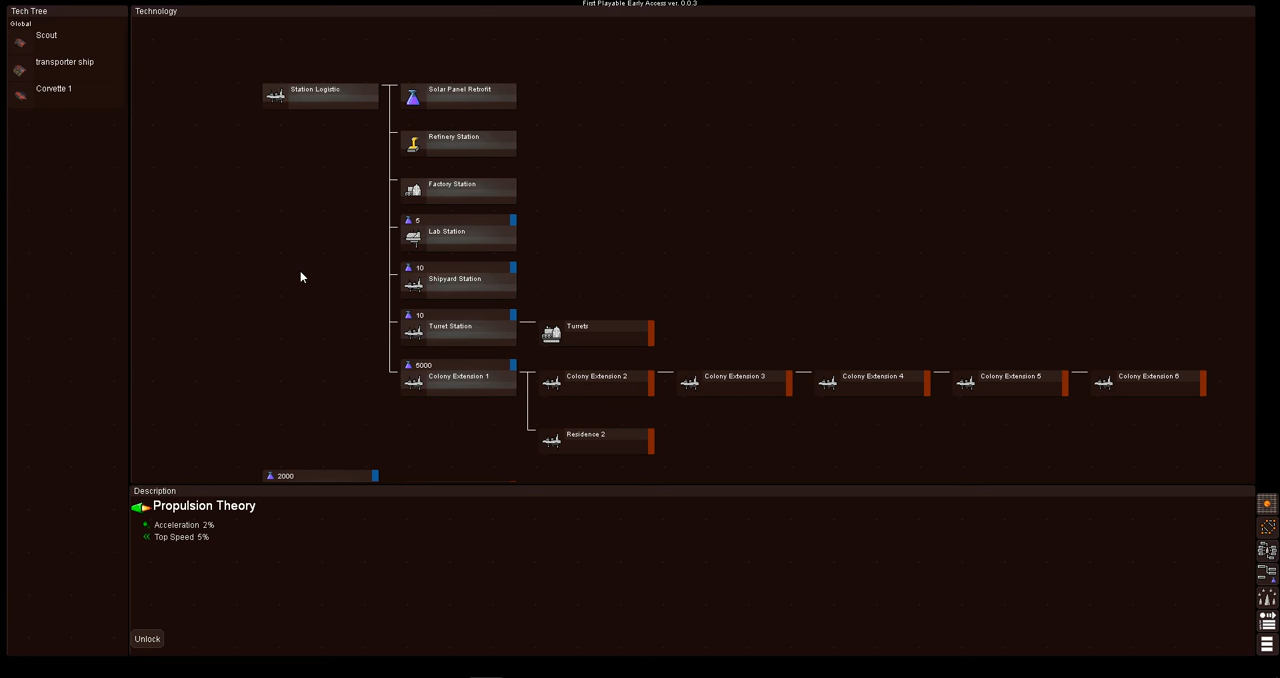 First Playable Early Access ver. 0.0.3
Tech Tree
Technology
Global
Scout
transporter ship
Corvette 1
Station Logistic
Solar Panel Retrofit
Refinery Station
Factory Station
5
Lab Station
10
Shipyard Station
10
Turret Station
Turrets
5000
Colony Extension 1
Colony Extension 2
Colony Extension 3
Colony Extension 4
Colony Extension 5
Colony Extension 6
Residence 2
2000
Description
Propulsion Theory
Acceleration 2%
Top Speed 5%
Unlock